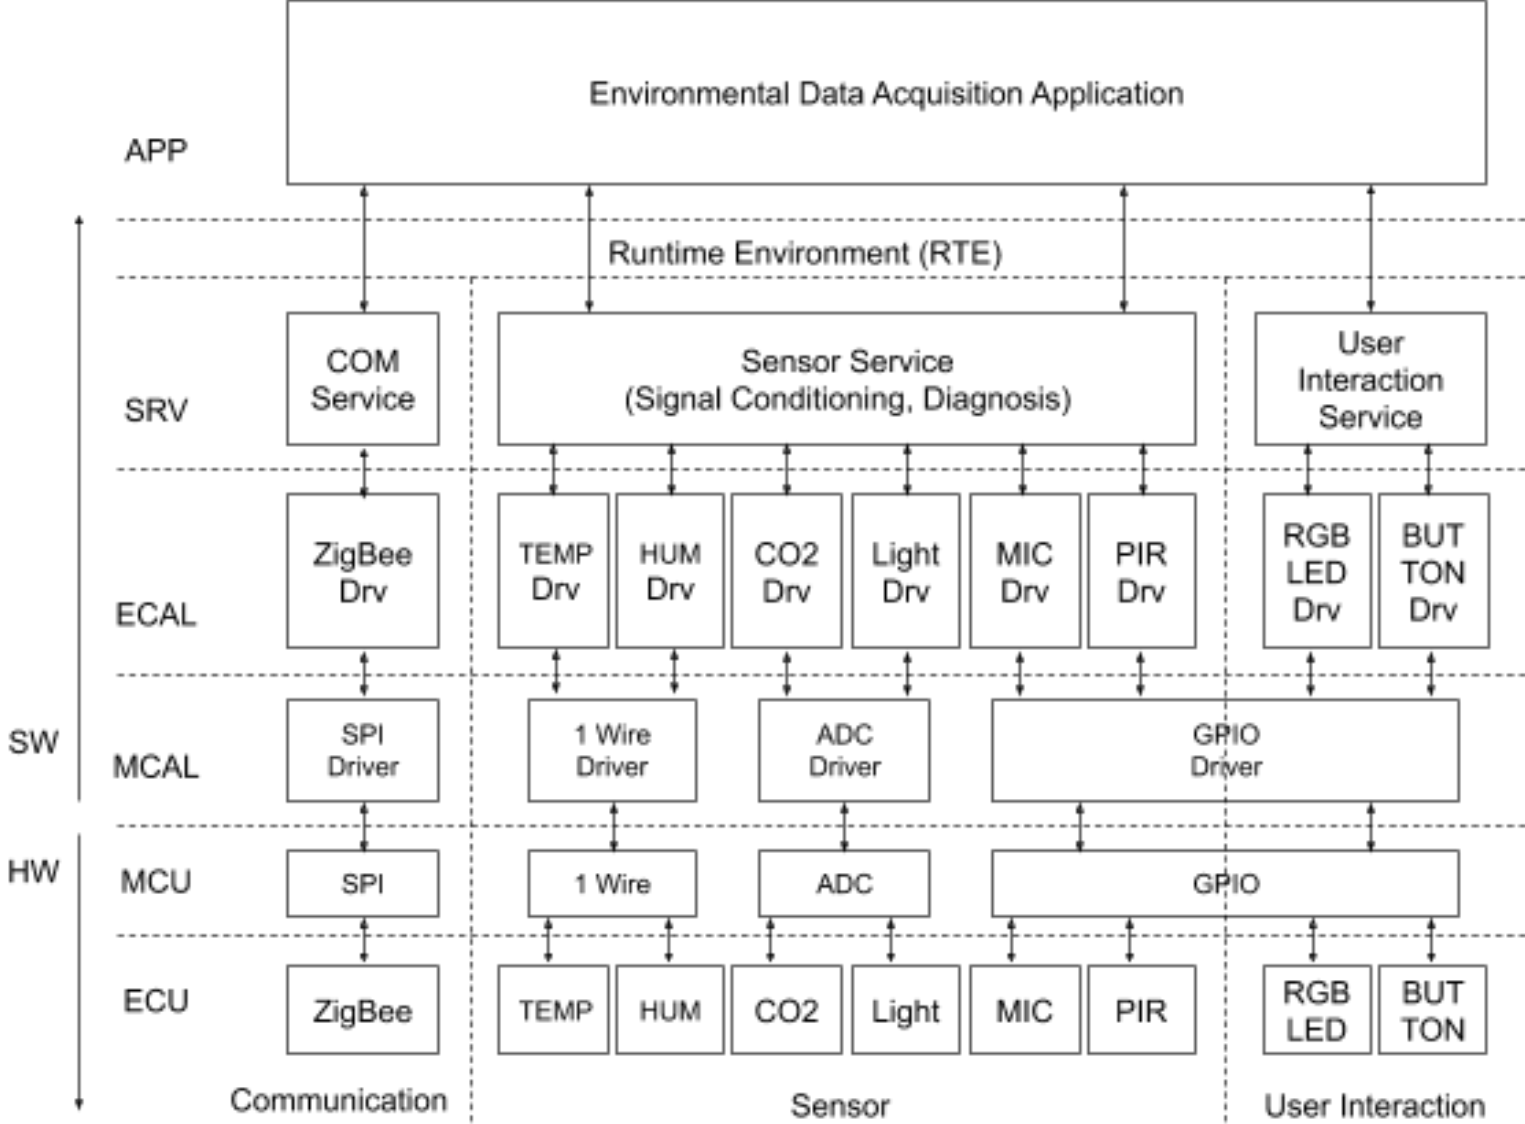 Environmental Data Acquisition Application
APP
Runtime Environment (RTE)
COM
Service
Sensor Service
(Signal Conditioning, Diagnosis)
User
Interaction
Service
SRV
ZigBee
Drv
TEMP
Drv
HUM
Drv
CO2
Drv
Light
Drv
MIC
Drv
PIR
Drv
RGB
LED
Drv
BUT
TON
Drv
ECAL
SW
MCAL
SPI
Driver
1 Wire
Driver
ADC
Driver
GPIO
Driver
HW
MCU
SPI
1 Wire
ADC
GPIO
ECU
ZigBee
TEMP
HUM
CO2
Light
MIC
PIR
RGB
LED
BUT
TON
Communication
Sensor
User Interaction